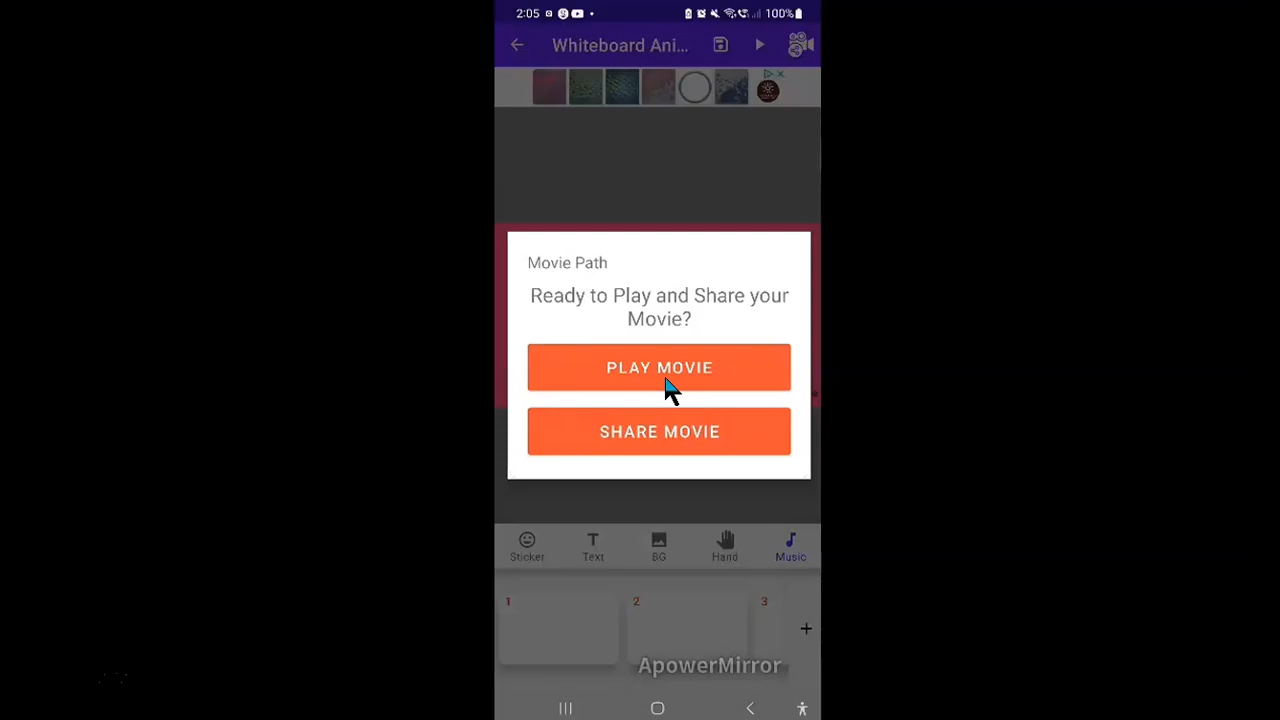 2:05
100%
Whiteboard Ani...
Movie Path
Ready to Play and Share your
Movie?
PLAY MOVIE
SHARE MOVIE
Sticker
Text
BG
Hand
Music
1
2
3
+
ApowerMirror